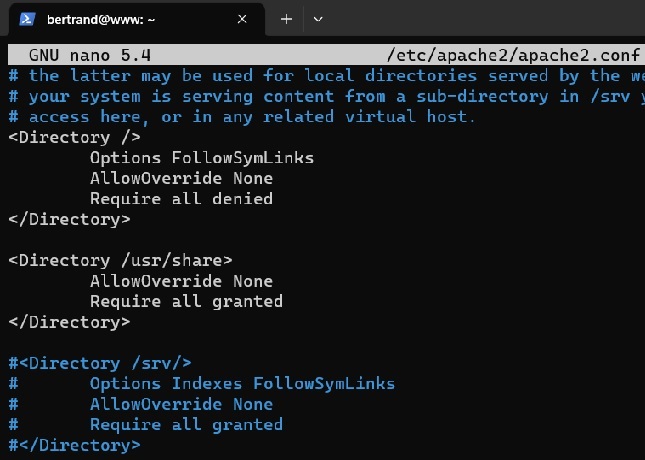 bertrand@www: ~
GNU nano 5.4 /etc/apache2/apache2.conf
# the latter may be used for local directories served by the we
# your system is serving content from a sub-directory in /srv y
# access here, or in any related virtual host.
<Directory />
        Options FollowSymLinks
        AllowOverride None
        Require all denied
</Directory>
<Directory /usr/share>
        AllowOverride None
        Require all granted
</Directory>
#<Directory /srv/>
#       Options Indexes FollowSymLinks
#       AllowOverride None
#       Require all granted
#</Directory>